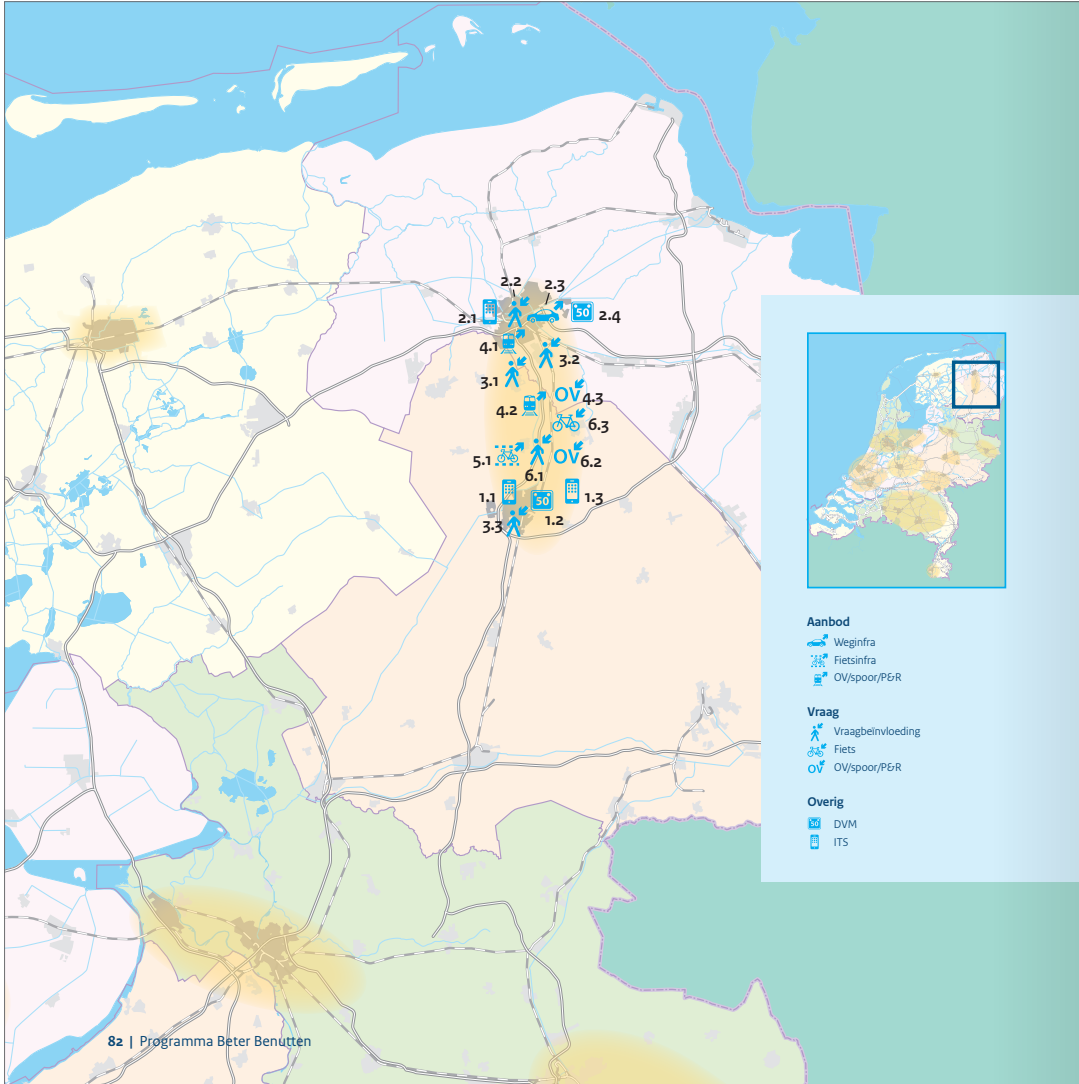 2.2
2.3
2.1
50
2.4
4.1
3.2
3.1
OV
4.3
4.2
6.3
5.1
OV
6.2
6.1
1.1
50
1.3
3.3
1.2
Aanbod
Weginfra
Fietsinfra
OV/spoor/P&R
Vraag
Vraagbeïnvloeding
Fiets
OV OV/spoor/P&R
Overig
50 DVM
ITS
82 | Programma Beter Benutten